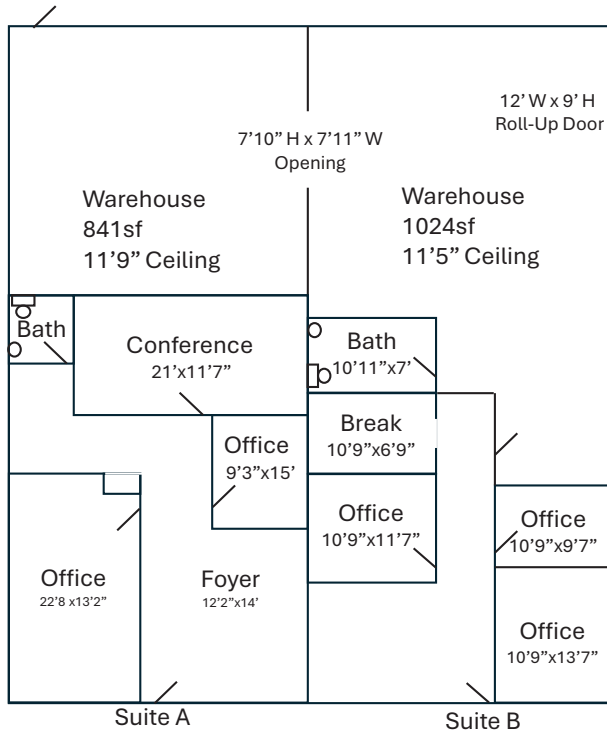 12’ W x 9’ H
Roll-Up Door
7’10” H x 7’11” W
Opening
Warehouse
841sf
11’9” Ceiling
Warehouse
1024sf
11’5” Ceiling
Bath
Conference
21’x11’7”
Bath
10’11”x7’
Office
9’3”x15’
Break
10’9”x6’9”
Office
10’9”x11’7”
Office
10’9”x9’7”
Office
22’8 x13’2”
Foyer
12’2”x14’
Office
10’9”x13’7”
Suite A
Suite B